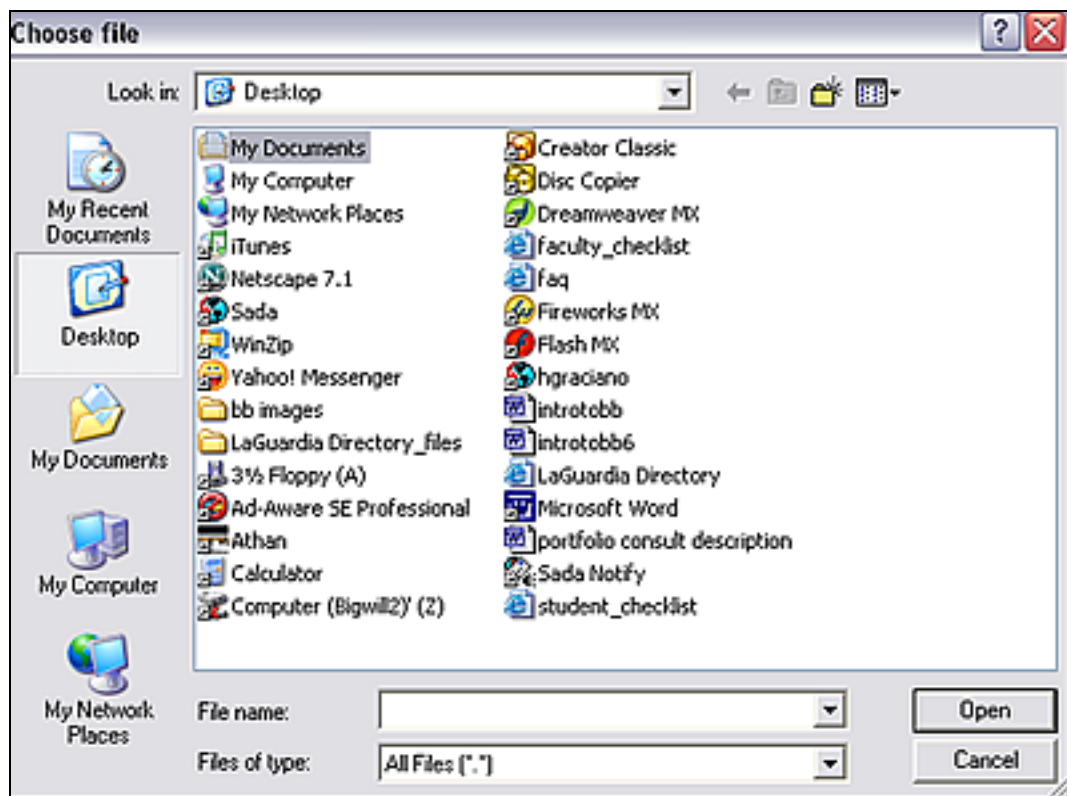 Choose file
Look in: Desktop
My Recent
Documents
Desktop
My Documents
My Computer
My Network
Places
My Documents
My Computer
My Network Places
iTunes
Netscape 7.1
Sada
WinZip
Yahoo! Messenger
bb images
LaGuardia Directory_files
3½ Floppy (A)
Ad-Aware SE Professional
Athan
Calculator
Computer (Bigwill2)' (Z)
Creator Classic
Disc Copier
Dreamweaver MX
faculty_checklist
faq
Fireworks MX
Flash MX
hgraciano
introtobb
introtobb6
LaGuardia Directory
Microsoft Word
portfolio consult description
Sada Notify
student_checklist
File name:
Open
Files of type: All Files (*.*)
Cancel